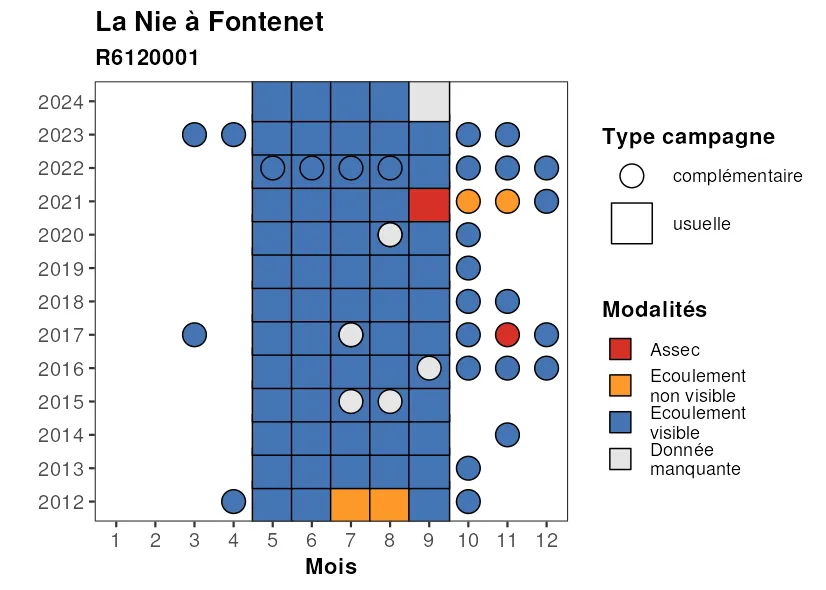 La Nie à Fontenet
R6120001
2024
2023
2022
2021
2020
2019
2018
2017
2016
2015
2014
2013
2012
1 2 3 4 5 6 7 8 9 10 11 12
Mois
Type campagne
complémentaire
usuelle
Modalités
Assec
Ecoulement
non visible
Ecoulement
visible
Donnée
manquante